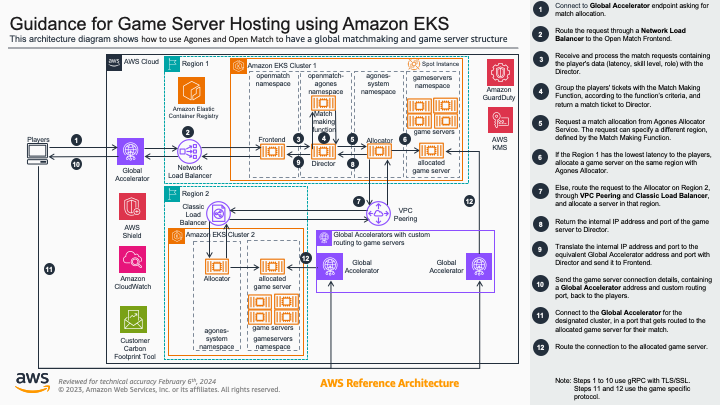 Guidance for Game Server Hosting using Amazon EKS
This architecture diagram shows how to use Agones and Open Match to have a global matchmaking and game server structure
aws
AWS Cloud
Region 1
Amazon Elastic
Container Registry
Amazon EKS Cluster 1
Spot Instance
openmatch
namespace
openmatch-
agones
namespace
agones-
system
namespace
gameservers
namespace
Match
making
function
game servers
Amazon
GuardDuty
AWS
KMS
Players
1
10
Global
Accelerator
2
Network
Load Balancer
Frontend
3
9
4
Director
5
8
Allocator
6
allocated
game server
AWS
Shield
Amazon
CloudWatch
Customer
Carbon
Footprint Tool
11
Region 2
Classic
Load
Balancer
7
VPC
Peering
12
Amazon EKS Cluster 2
Allocator
allocated
game server
12
game servers
agones-
system
namespace
gameservers
namespace
Global Accelerators with custom
routing to game servers
Global
Accelerator
Global
Accelerator
1 Connect to Global Accelerator endpoint asking for
match allocation.
2 Route the request through a Network Load
Balancer to the Open Match Frontend.
3 Receive and process the match requests containing
the player's data (latency, skill level, role) with the
Director.
4 Group the players' tickets with the Match Making
Function, according to the function's criteria, and
return a match ticket to Director.
5 Request a match allocation from Agones Allocator
Service. The request can specify a different region,
defined by the Match Making Function.
6 If the Region 1 has the lowest latency to the players,
allocate a game server on the same region with
Agones Allocator.
7 Else, route the request to the Allocator on Region 2,
through VPC Peering and Classic Load Balancer,
and allocate a server in that region.
8 Return the internal IP address and port of the game
server to Director.
9 Translate the internal IP address and port to the
equivalent Global Accelerator address and port with
Director and send it to Frontend.
10 Send the game server connection details, containing
a Global Accelerator address and custom routing
port, back to the players.
11 Connect to the Global Accelerator for the
designated cluster, in a port that gets routed to the
allocated game server for their match.
12 Route the connection to the allocated game server.
Note: Steps 1 to 10 use gRPC with TLS/SSL.
Steps 11 and 12 use the game specific
protocol.
aws
Reviewed for technical accuracy February 6th, 2024
© 2023, Amazon Web Services, Inc. or its affiliates. All rights reserved.
AWS Reference Architecture